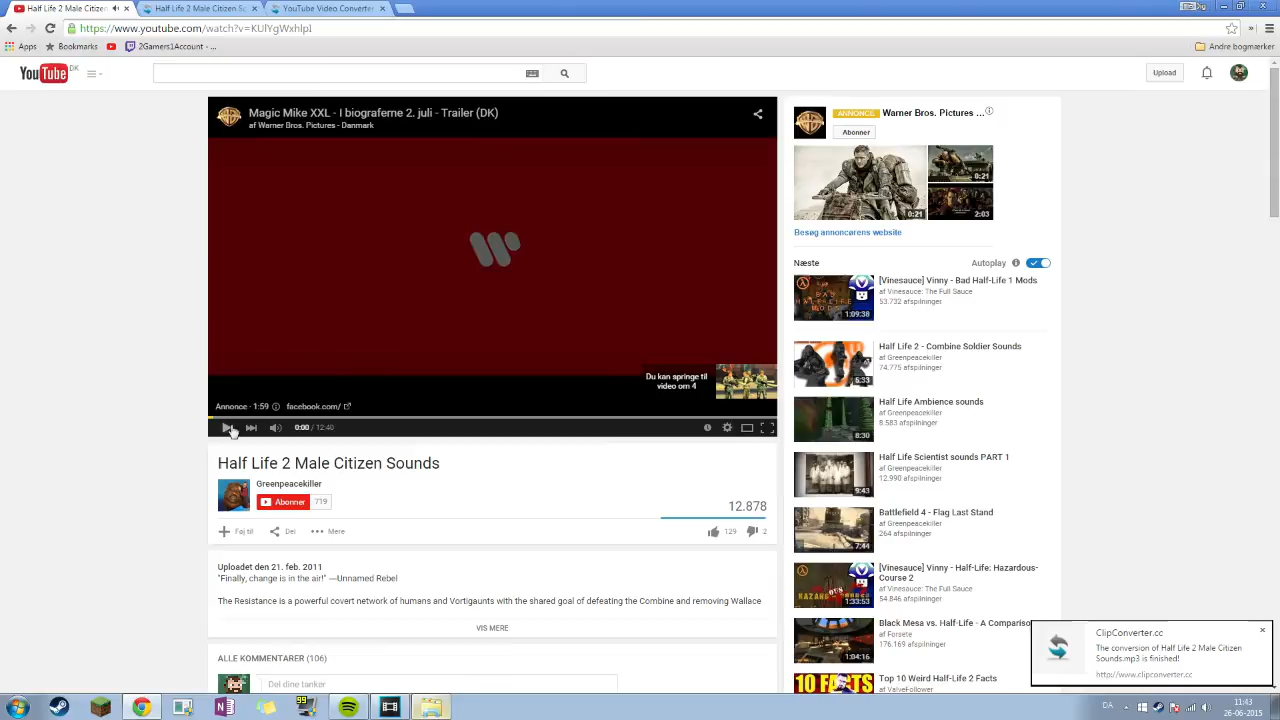 Half Life 2 Male Citizen
Half Life 2 Male Citizen So
YouTube Video Converter
https://www.youtube.com/watch?v=KUlYgWxhlpI
Apps
Bookmarks
2GamersAccount - ...
Andre bogmærker
YouTube DK
Upload
Magic Mike XXL - I biograferne 2. juli - Trailer (DK)
af Warner Bros. Pictures - Danmark
Du kan springe til
video om 4
Annonce · 1:59
facebook.com/
0:00 / 12:40
Half Life 2 Male Citizen Sounds
Greenpeacekiller
Abonner 719
12.878
Føj til
Del
Mere
129
2
Uploadet den 21. feb. 2011
"Finally, change is in the air!" —Unnamed Rebel
The Resistance is a powerful covert network of humans and Vortigaunts with the shared goal of defeating the Combine and removing Wallace
VIS MERE
ALLE KOMMENTARER (106)
Del dine tanker
ANNONCE Warner Bros. Pictures ...
Abonner
0:21
0:21
2:03
Besøg annoncørens website
Næste
Autoplay
[Vinesauce] Vinny - Bad Half-Life 1 Mods
af Vinesauce: The Full Sauce
53.732 afspilninger
BAD
HALF-LIFE
MODS
1:09:38
Half Life 2 - Combine Soldier Sounds
af Greenpeacekiller
74.775 afspilninger
5:33
Half Life Ambience sounds
af Greenpeacekiller
8.583 afspilninger
8:30
Half Life Scientist sounds PART 1
af Greenpeacekiller
12.990 afspilninger
9:43
Battlefield 4 - Flag Last Stand
af Greenpeacekiller
264 afspilninger
7:44
[Vinesauce] Vinny - Half-Life: Hazardous-
Course 2
af Vinesauce: The Full Sauce
54.846 afspilninger
1:33:53
Black Mesa vs. Half-Life - A Compariso
af Forsete
176.169 afspilninger
1:04:16
Top 10 Weird Half-Life 2 Facts
af ValveFollower
10 FACTS
ClipConverter.cc
The conversion of Half Life 2 Male Citizen
Sounds.mp3 is finished!
http://www.clipconverter.cc
99
DA
11:43
26-06-2015